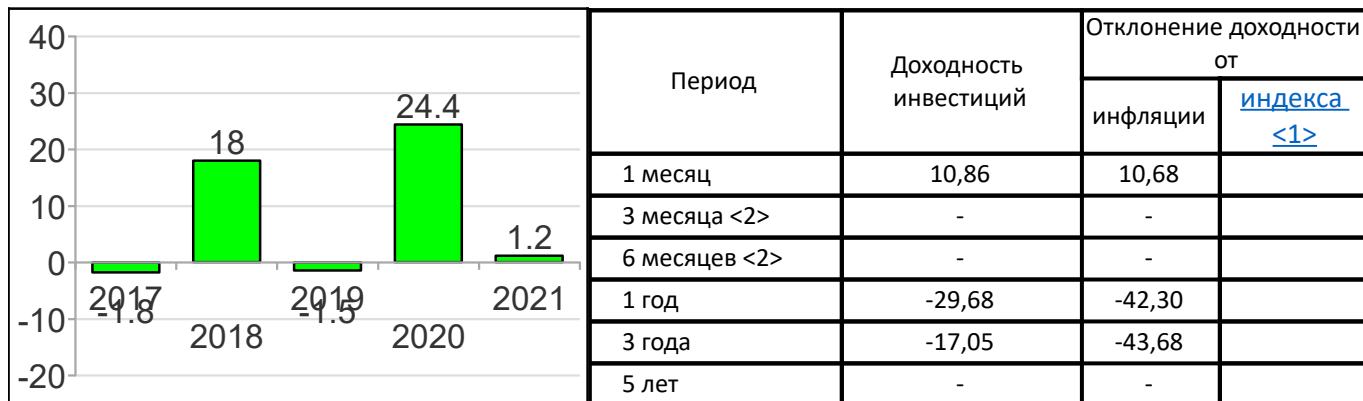 40
30
20
10
0
-10
-20
18
24.4
1.2
2017
2019
2021
-1.8
-1.5
2018
2020
Период
Доходность
инвестиций
Отклонение доходности
от
инфляции
индекса
<1>
1 месяц 10,86 10,68
3 месяца <2> - -
6 месяцев <2> - -
1 год -29,68 -42,30
3 года -17,05 -43,68
5 лет - -